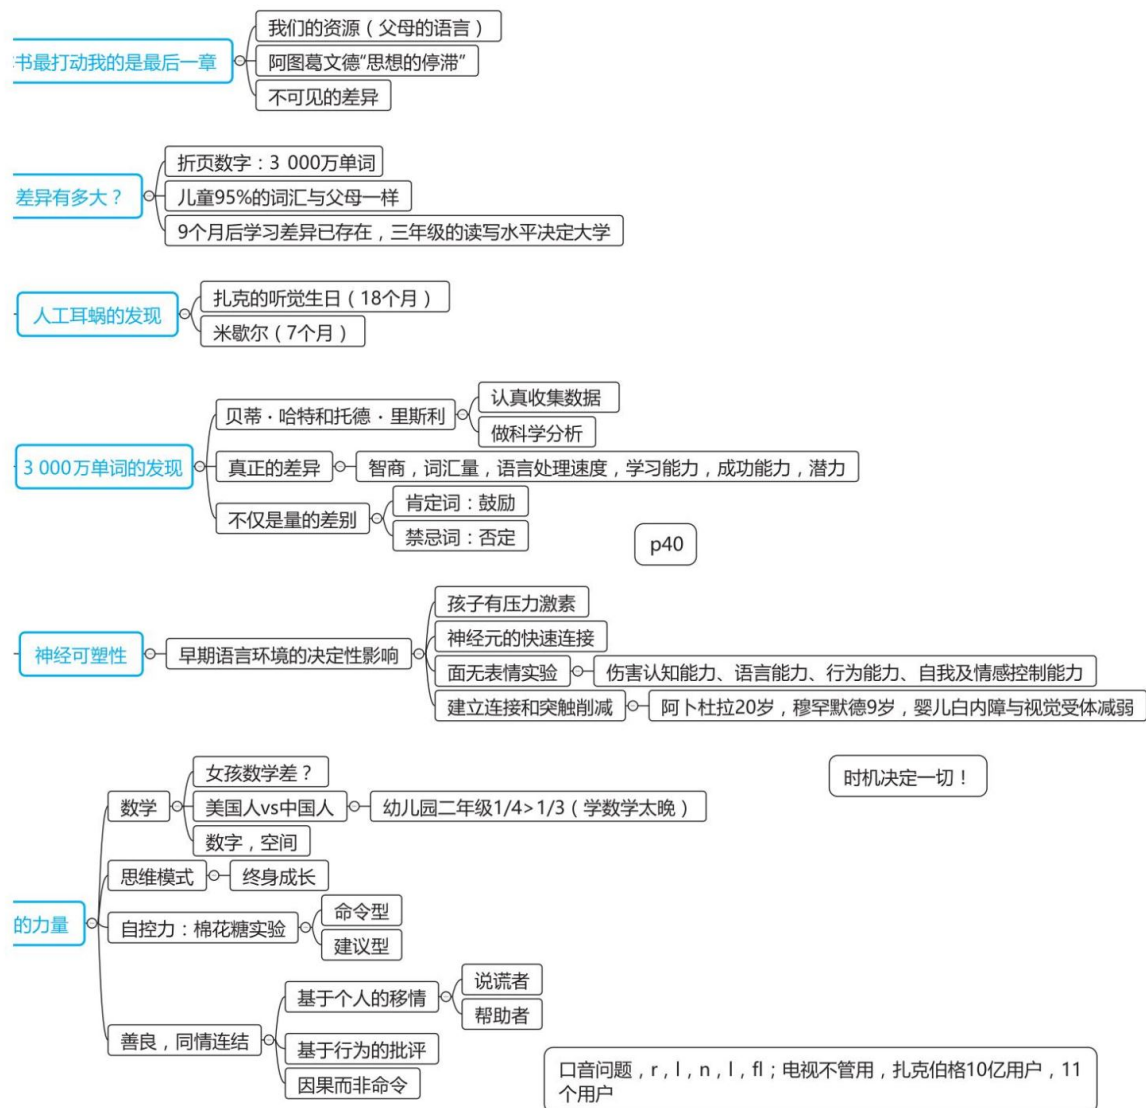 我们的资源（父母的语言）
书最打动我的是最后一章
阿图葛文德“思想的停滞”
不可见的差异
折页数字：3 000万单词
差异有多大？
儿童95%的词汇与父母一样
9个月后学习差异已存在，三年级的读写水平决定大学
扎克的听觉生日（18个月）
人工耳蜗的发现
米歇尔（7个月）
3 000万单词的发现
贝蒂·哈特和托德·里斯利
认真收集数据
做科学分析
真正的差异
智商，词汇量，语言处理速度，学习能力，成功能力，潜力
不仅是量的差别
肯定词：鼓励
禁忌词：否定
p40
神经可塑性
早期语言环境的决定性影响
孩子有压力激素
神经元的快速连接
面无表情实验
伤害认知能力、语言能力、行为能力、自我及情感控制能力
建立连接和突触削减
阿卜杜拉20岁，穆罕默德9岁，婴儿白内障与视觉受体减弱
时机决定一切！
的力量
数学
女孩数学差？
美国人vs中国人
幼儿园二年级1/4>1/3（学数学太晚）
数字，空间
思维模式
终身成长
自控力：棉花糖实验
命令型
建议型
善良，同情连结
基于个人的移情
说谎者
帮助者
基于行为的批评
因果而非命令
口音问题，r，l，n，l，fl；电视不管用，扎克伯格10亿用户，11
个用户